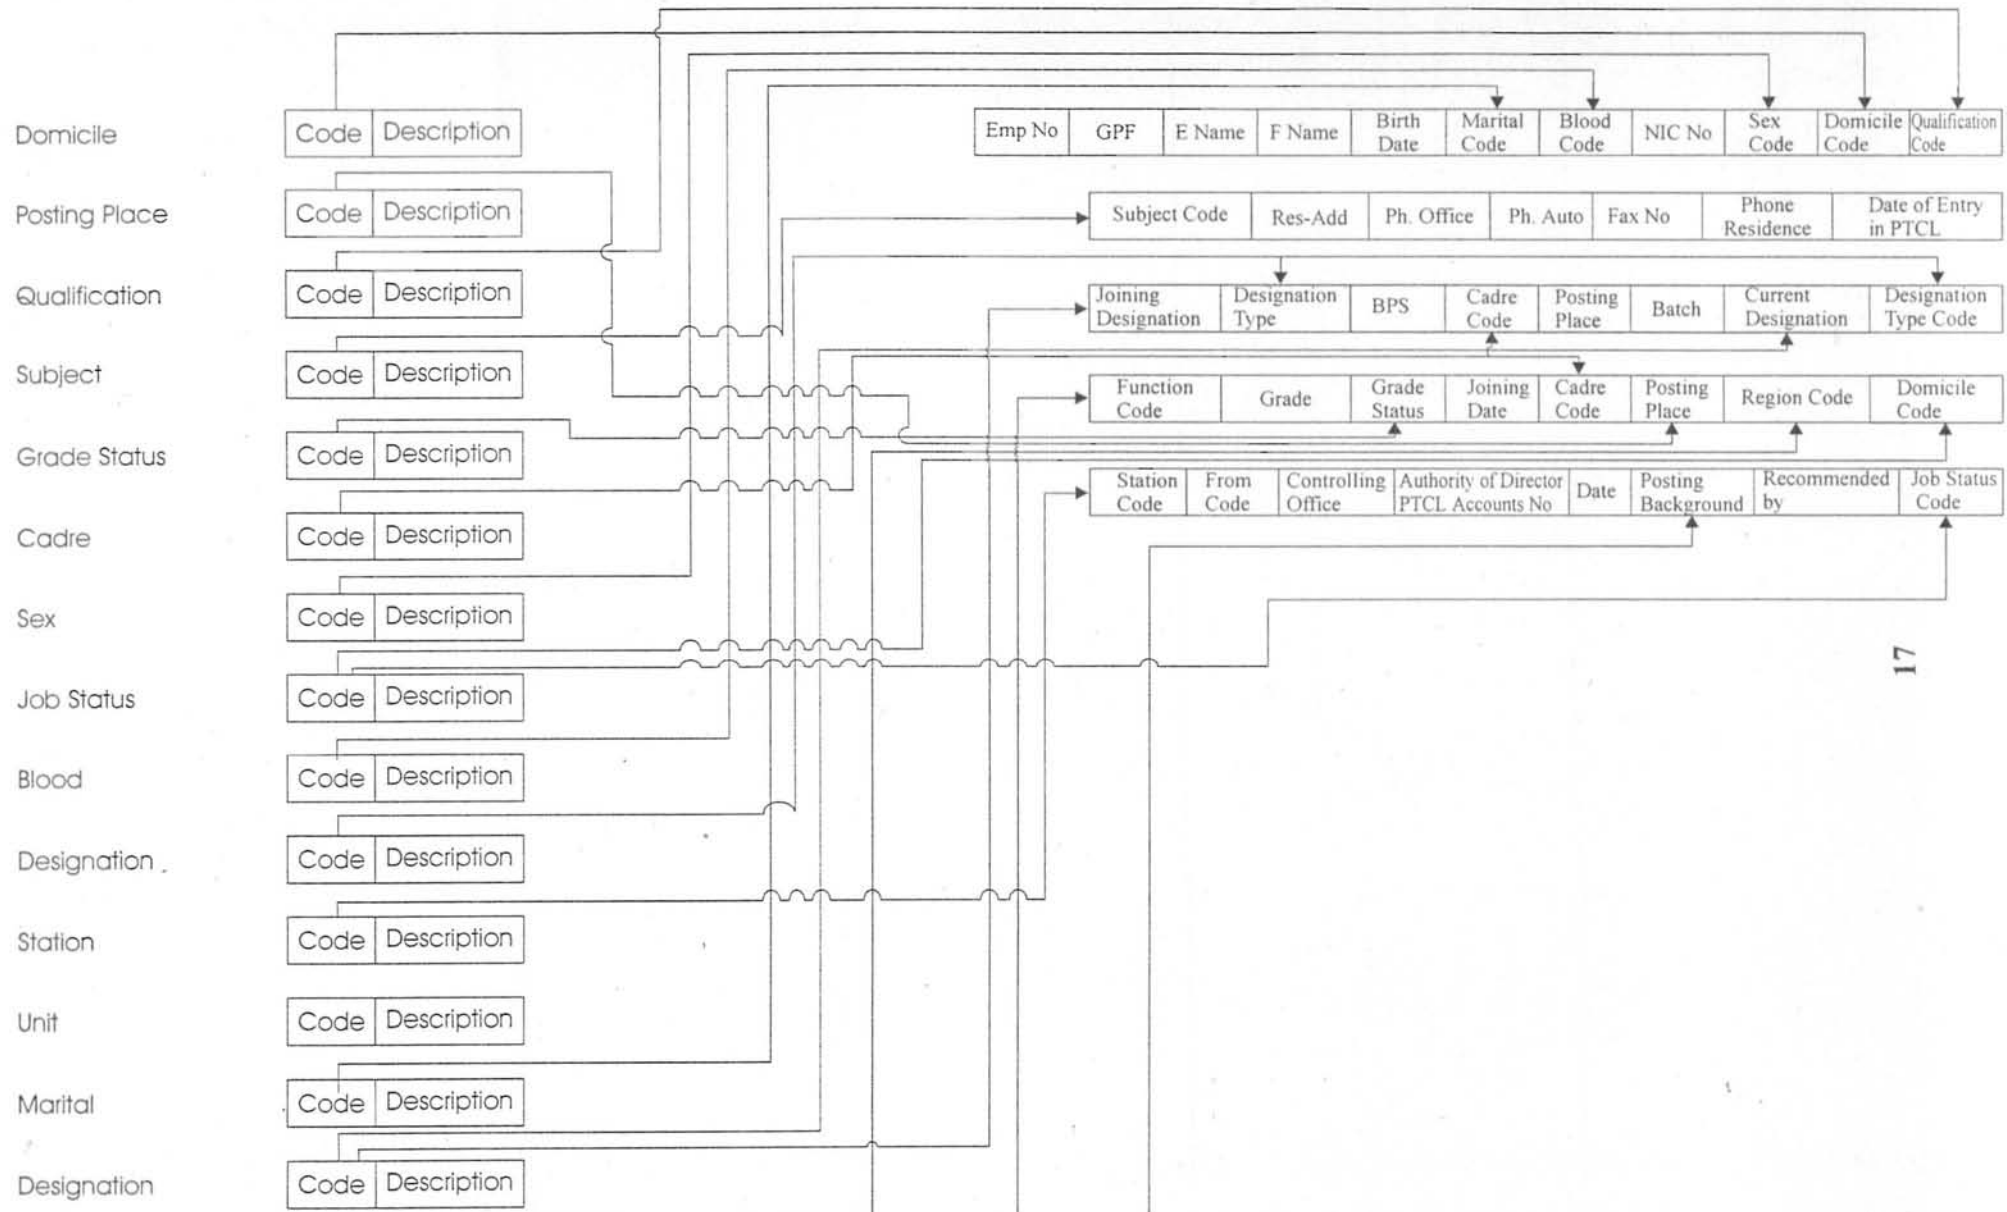 Domicile Code Description
Posting Place Code Description
Qualification Code Description
Subject Code Description
Grade Status Code Description
Cadre Code Description
Sex Code Description
Job Status Code Description
Blood Code Description
Designation Code Description
Station Code Description
Unit Code Description
Marital Code Description
Designation Code Description
Emp No
GPF
E Name
F Name
Birth
Date
Marital
Code
Blood
Code
NIC No
Sex
Code
Domicile
Code
Qualification
Code
Subject Code
Res-Add
Ph. Office
Ph. Auto
Fax No
Phone
Residence
Date of Entry
in PTCL
Joining
Designation
Designation
Type
BPS
Cadre
Code
Posting
Place
Batch
Current
Designation
Designation
Type Code
Function
Code
Grade
Grade
Status
Joining
Date
Cadre
Code
Posting
Place
Region Code
Domicile
Code
Station
Code
From
Code
Controlling
Office
Authority of Director
PTCL Accounts No
Date
Posting
Background
Recommended
by
Job Status
Code
17